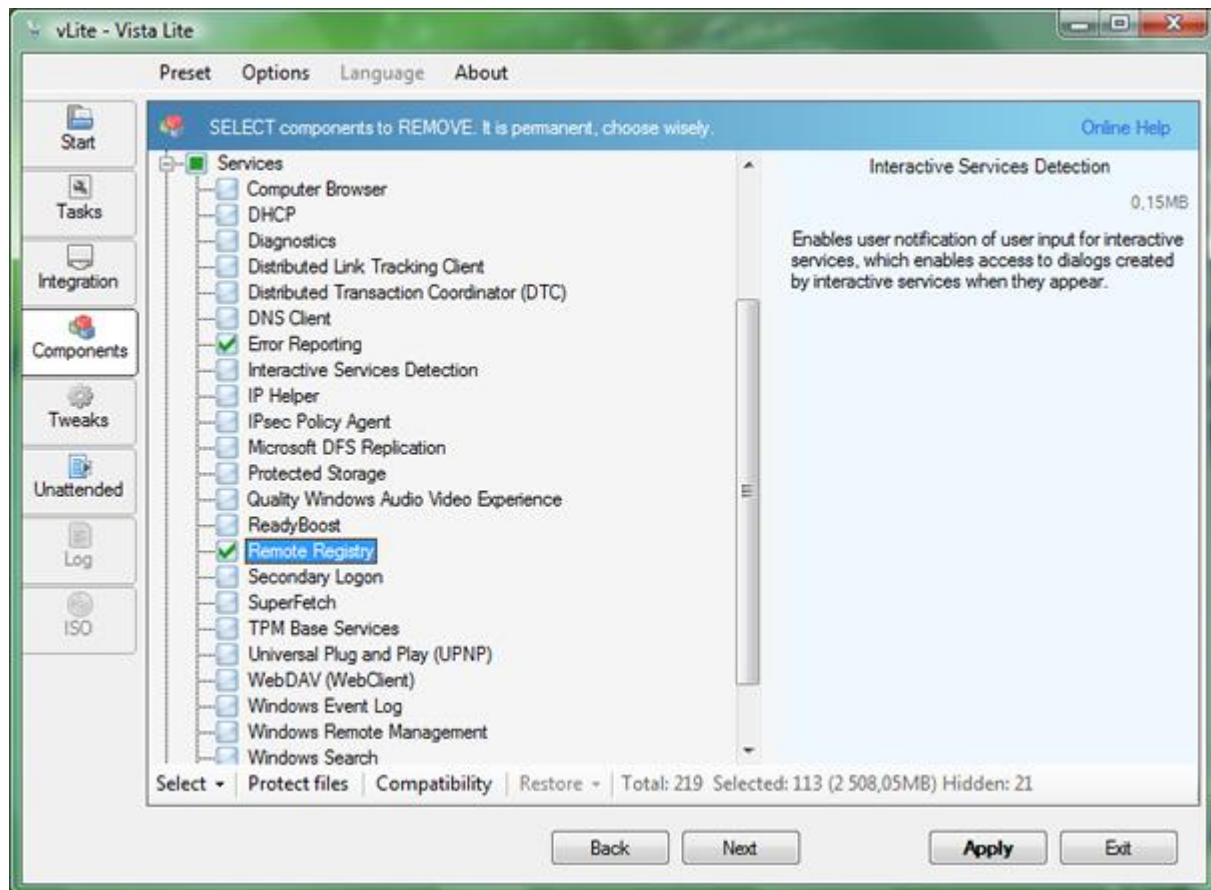 vLite - Vista Lite
Preset Options Language About
Start
Tasks
Integration
Components
Tweaks
Unattended
Log
ISO
SELECT components to REMOVE. It is permanent, choose wisely. Online Help
Services
Computer Browser
DHCP
Diagnostics
Distributed Link Tracking Client
Distributed Transaction Coordinator (DTC)
DNS Client
Error Reporting
Interactive Services Detection
IP Helper
IPsec Policy Agent
Microsoft DFS Replication
Protected Storage
Quality Windows Audio Video Experience
ReadyBoost
Remote Registry
Secondary Logon
SuperFetch
TPM Base Services
Universal Plug and Play (UPNP)
WebDAV (WebClient)
Windows Event Log
Windows Remote Management
Windows Search
Interactive Services Detection
0,15MB
Enables user notification of user input for interactive
services, which enables access to dialogs created
by interactive services when they appear.
Select Protect files Compatibility Restore Total: 219 Selected: 113 (2 508,05MB) Hidden: 21
Back Next Apply Exit